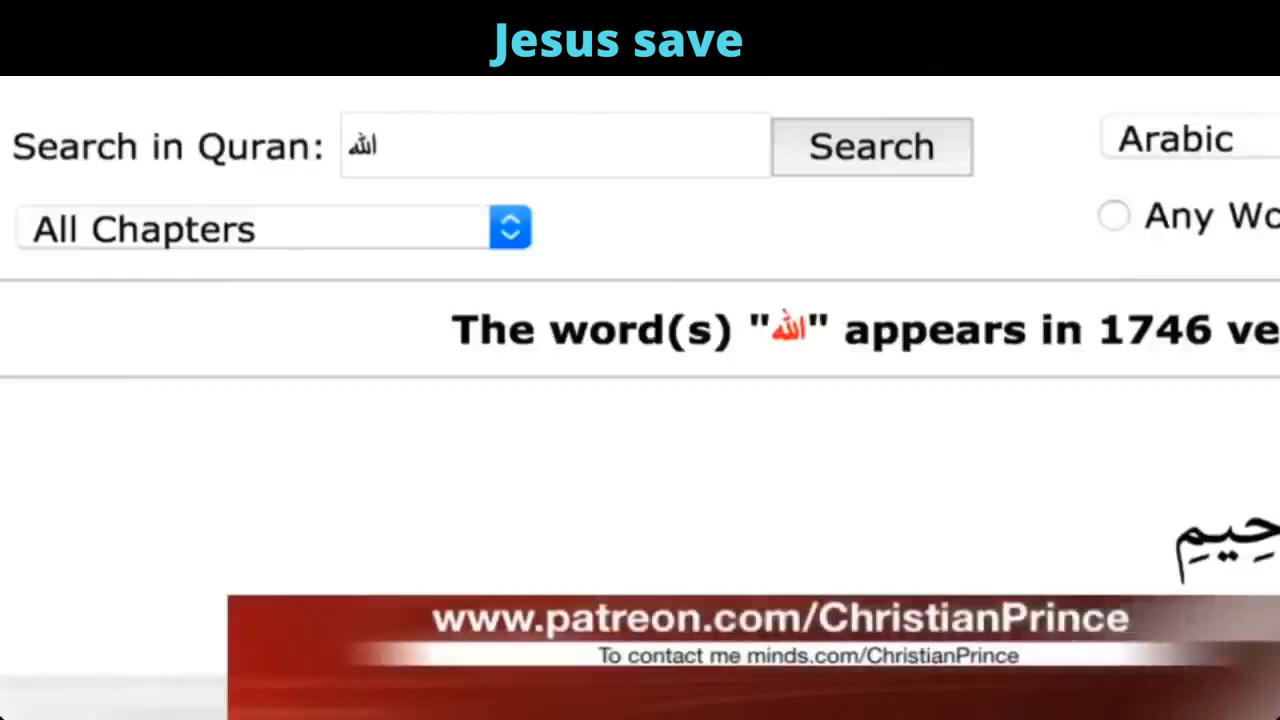 Jesus save
Search in Quran: الله Search Arabic
All Chapters Any Wo
The word(s) "الله" appears in 1746 ve
حِيمِ
www.patreon.com/ChristianPrince
To contact me minds.com/ChristianPrince